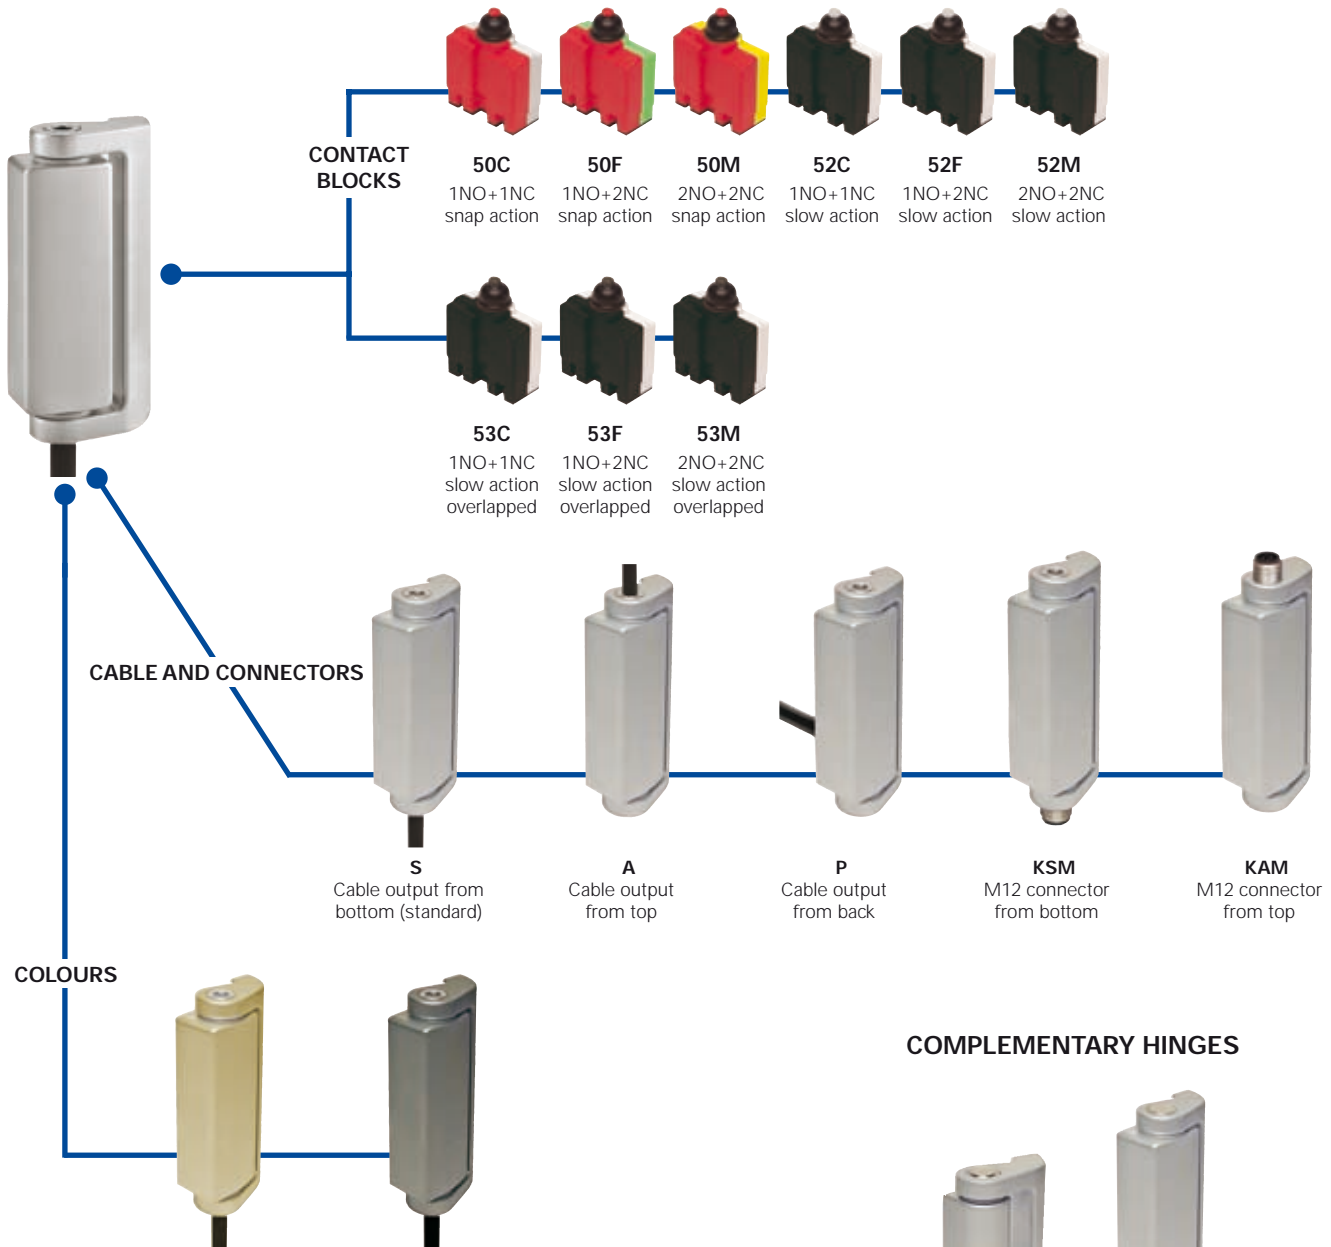 CONTACT
BLOCKS
50C
1NO+1NC
snap action
50F
1NO+2NC
snap action
50M
2NO+2NC
snap action
52C
1NO+1NC
slow action
52F
1NO+2NC
slow action
52M
2NO+2NC
slow action
53C
1NO+1NC
slow action
overlapped
53F
1NO+2NC
slow action
overlapped
53M
2NO+2NC
slow action
overlapped
CABLE AND CONNECTORS
S
Cable output from
bottom (standard)
A
Cable output
from top
P
Cable output
from back
KSM
M12 connector
from bottom
KAM
M12 connector
from top
COLOURS
COMPLEMENTARY HINGES